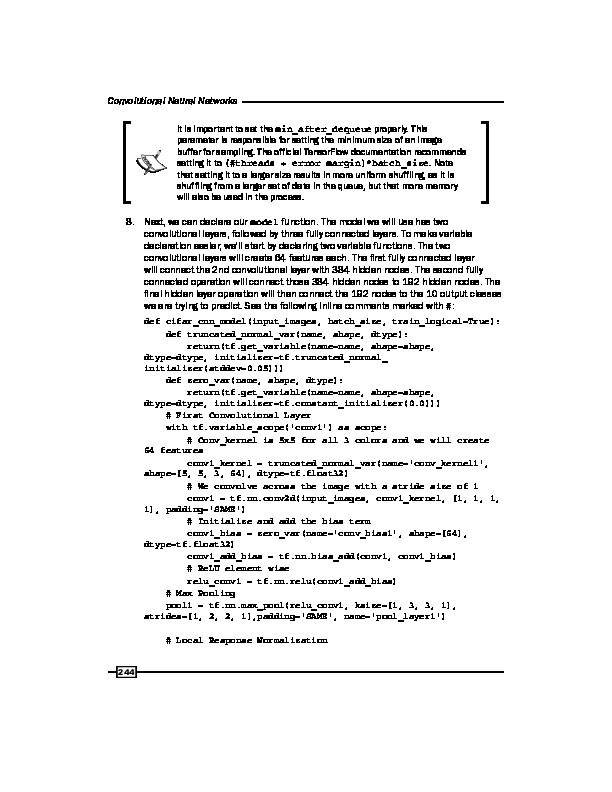 Convolutional Neural Networks
It is important to set the min_after_dequeue properly. This
parameter is responsible for setting the minimum size of an image
buffer for sampling. The official TensorFlow documentation recommends
setting it to (#threads + error margin)*batch_size. Note
that setting it to a larger size results in more uniform shuffling, as it is
shuffling from a larger set of data in the queue, but that more memory
will also be used in the process.
8. Next, we can declare our model function. The model we will use has two
convolutional layers, followed by three fully connected layers. To make variable
declaration easier, we'll start by declaring two variable functions. The two
convolutional layers will create 64 features each. The first fully connected layer
will connect the 2nd convolutional layer with 384 hidden nodes. The second fully
connected operation will connect those 384 hidden nodes to 192 hidden nodes. The
final hidden layer operation will then connect the 192 nodes to the 10 output classes
we are trying to predict. See the following inline comments marked with #:
def cifar_cnn_model(input_images, batch_size, train_logical=True):
def truncated_normal_var(name, shape, dtype):
return(tf.get_variable(name=name, shape=shape,
dtype=dtype, initializer=tf.truncated_normal_
initializer(stddev=0.05)))
def zero_var(name, shape, dtype):
return(tf.get_variable(name=name, shape=shape,
dtype=dtype, initializer=tf.constant_initializer(0.0)))
# First Convolutional Layer
with tf.variable_scope('conv1') as scope:
# Conv_kernel is 5x5 for all 3 colors and we will create
64 features
conv1_kernel = truncated_normal_var(name='conv_kernel1',
shape=[5, 5, 3, 64], dtype=tf.float32)
# We convolve across the image with a stride size of 1
conv1 = tf.nn.conv2d(input_images, conv1_kernel, [1, 1, 1,
1], padding='SAME')
# Initialize and add the bias term
conv1_bias = zero_var(name='conv_bias1', shape=[64],
dtype=tf.float32)
conv1_add_bias = tf.nn.bias_add(conv1, conv1_bias)
# ReLU element wise
relu_conv1 = tf.nn.relu(conv1_add_bias)
# Max Pooling
pool1 = tf.nn.max_pool(relu_conv1, ksize=[1, 3, 3, 1],
strides=[1, 2, 2, 1],padding='SAME', name='pool_layer1')
# Local Response Normalization
244